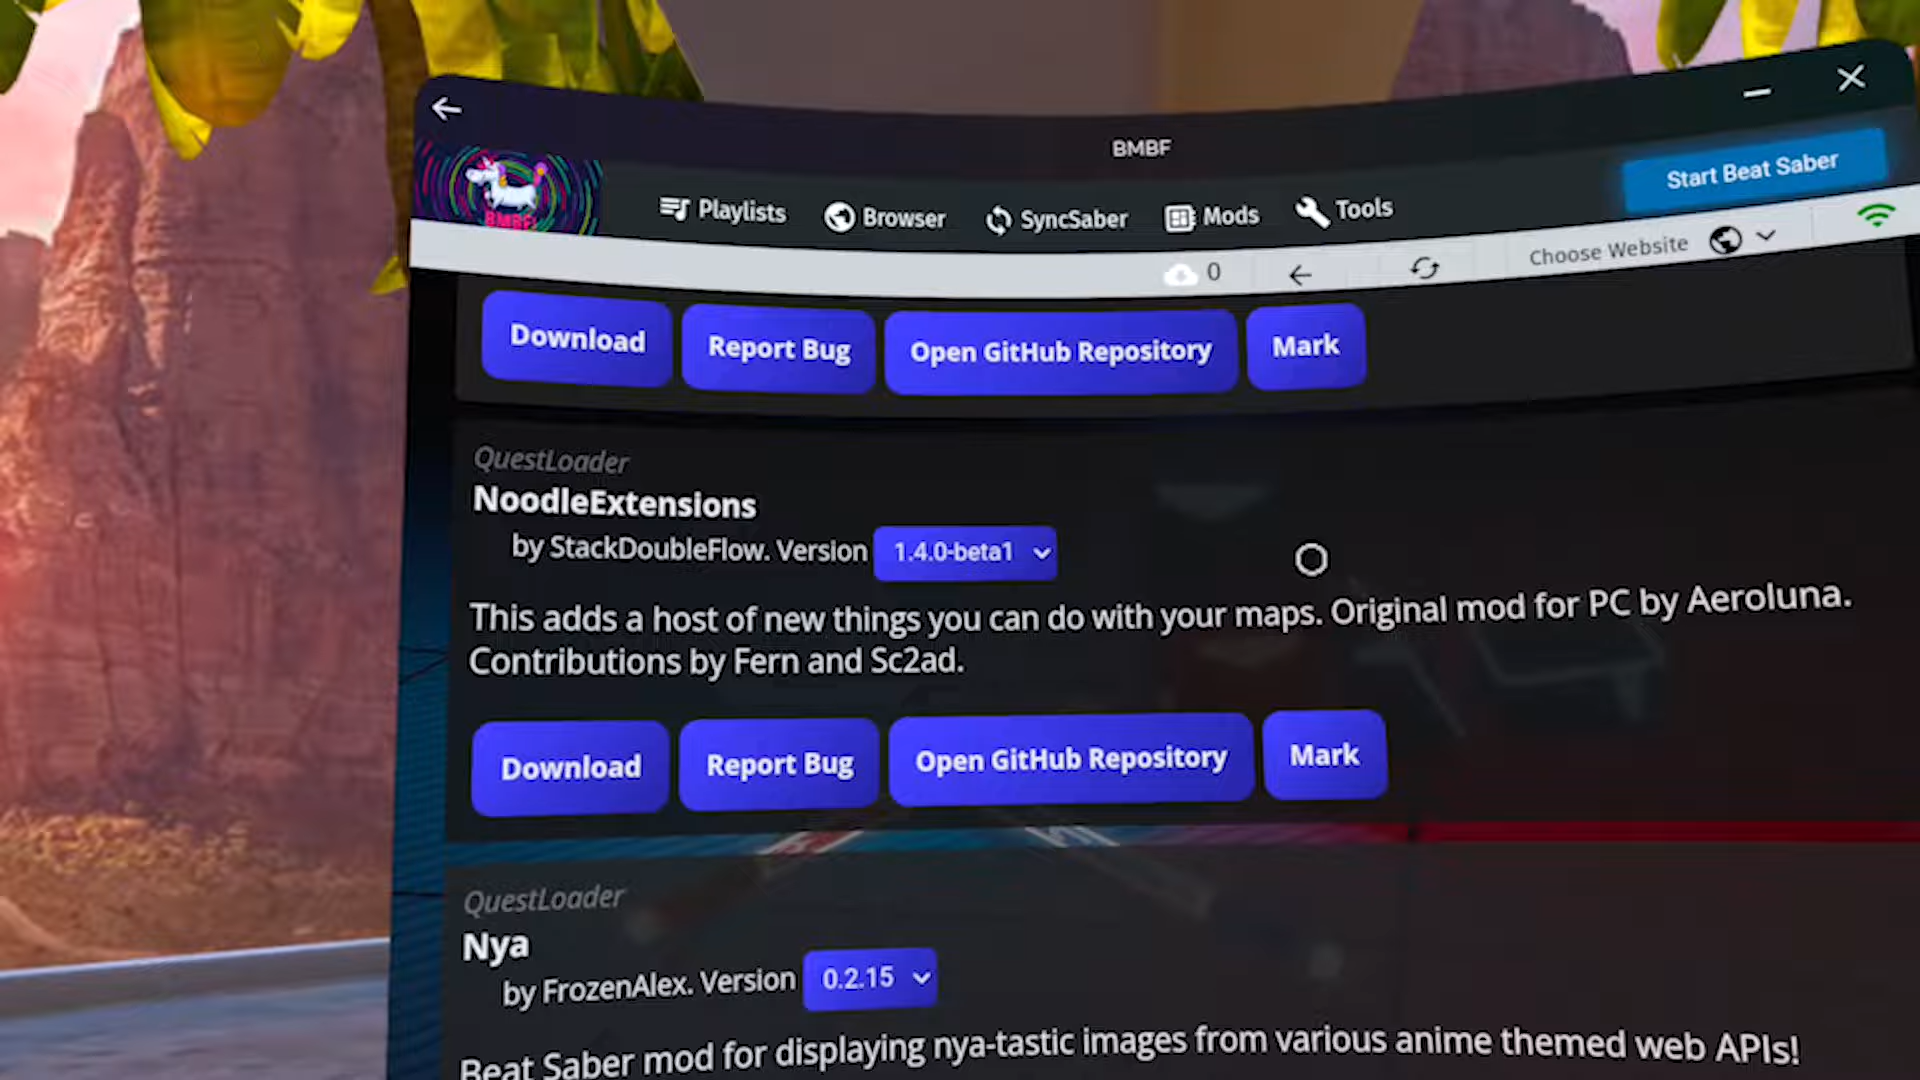 BMBF
BMBF!
Playlists Browser SyncSaber Mods Tools
Start Beat Saber
0 Choose Website
Download Report Bug Open GitHub Repository Mark
QuestLoader
NoodleExtensions
by StackDoubleFlow. Version 1.4.0-beta1
This adds a host of new things you can do with your maps. Original mod for PC by Aeroluna.
Contributions by Fern and Sc2ad.
Download Report Bug Open GitHub Repository Mark
QuestLoader
Nya
by FrozenAlex. Version 0.2.15
Beat Saber mod for displaying nya-tastic images from various anime themed web APIs!